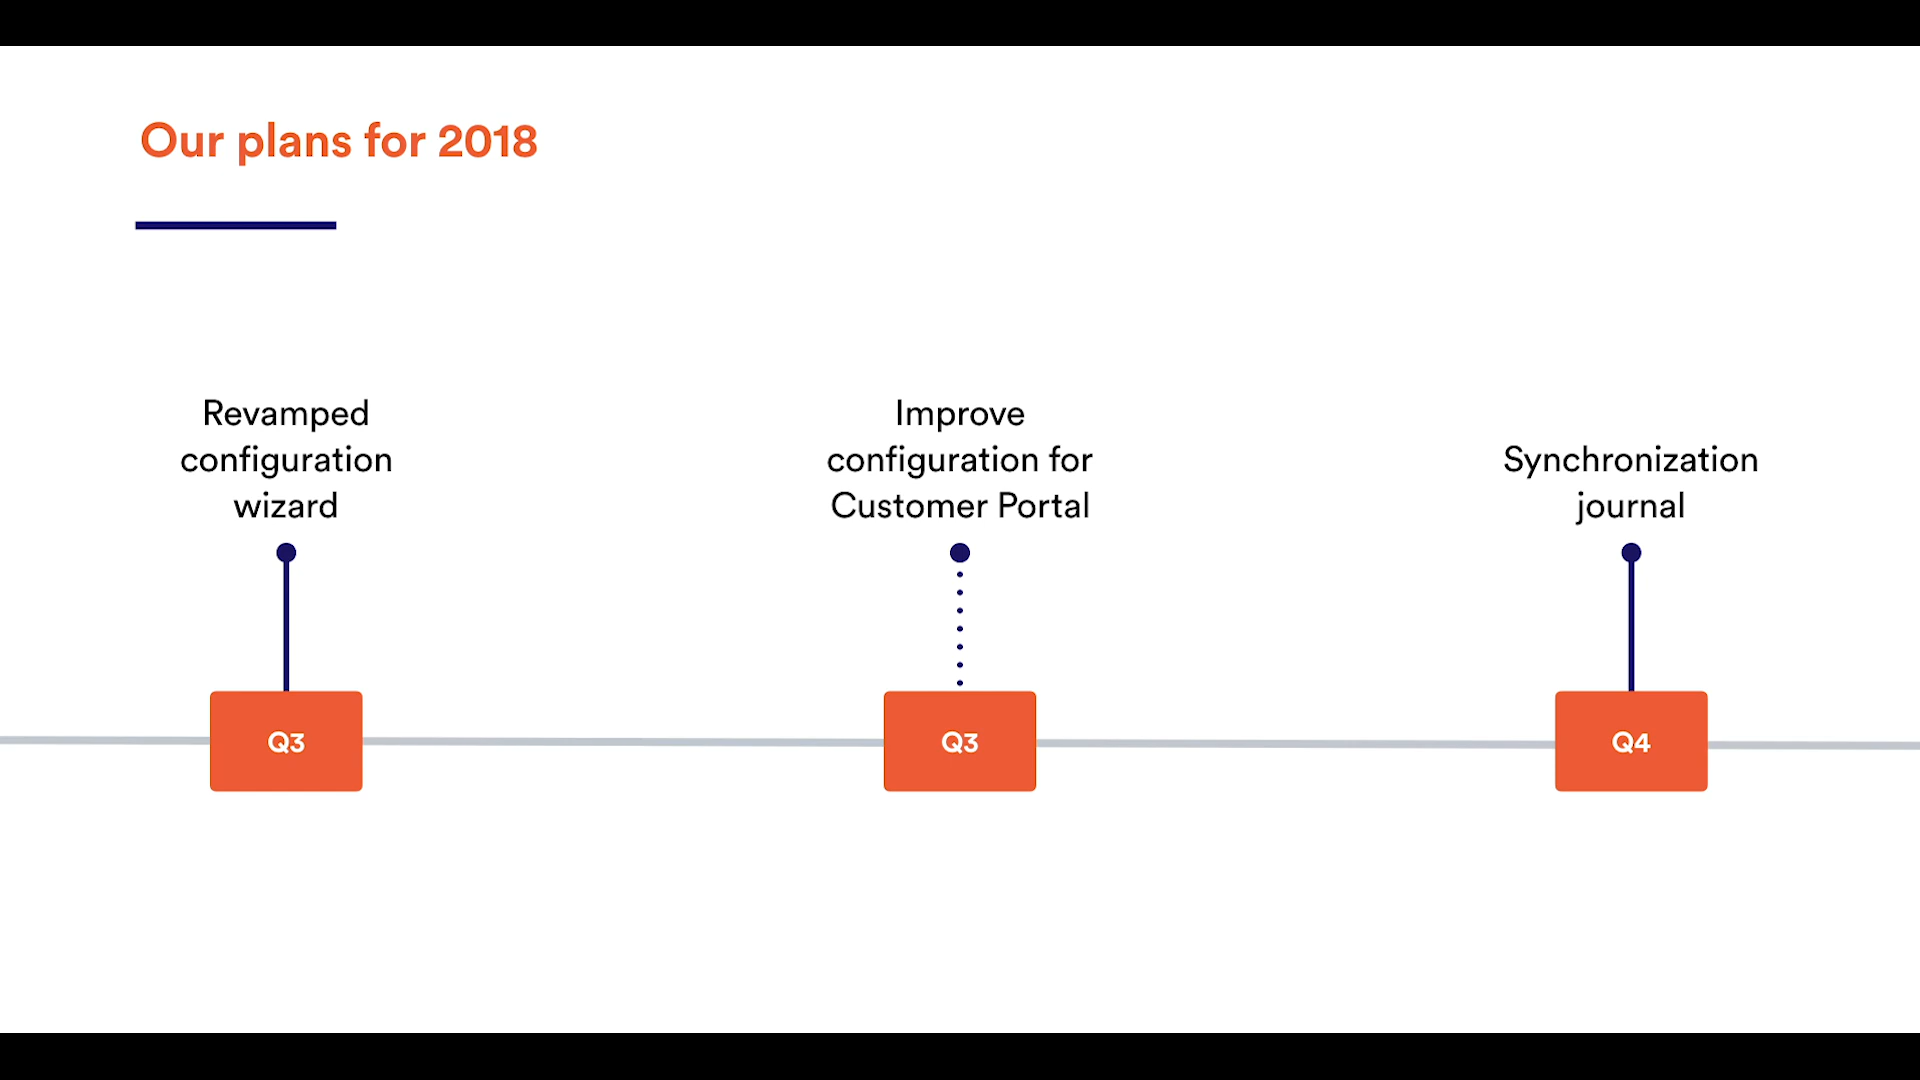 Our plans for 2018
Revamped
configuration
wizard
Improve
configuration for
Customer Portal
Synchronization
journal
Q3
Q3
Q4